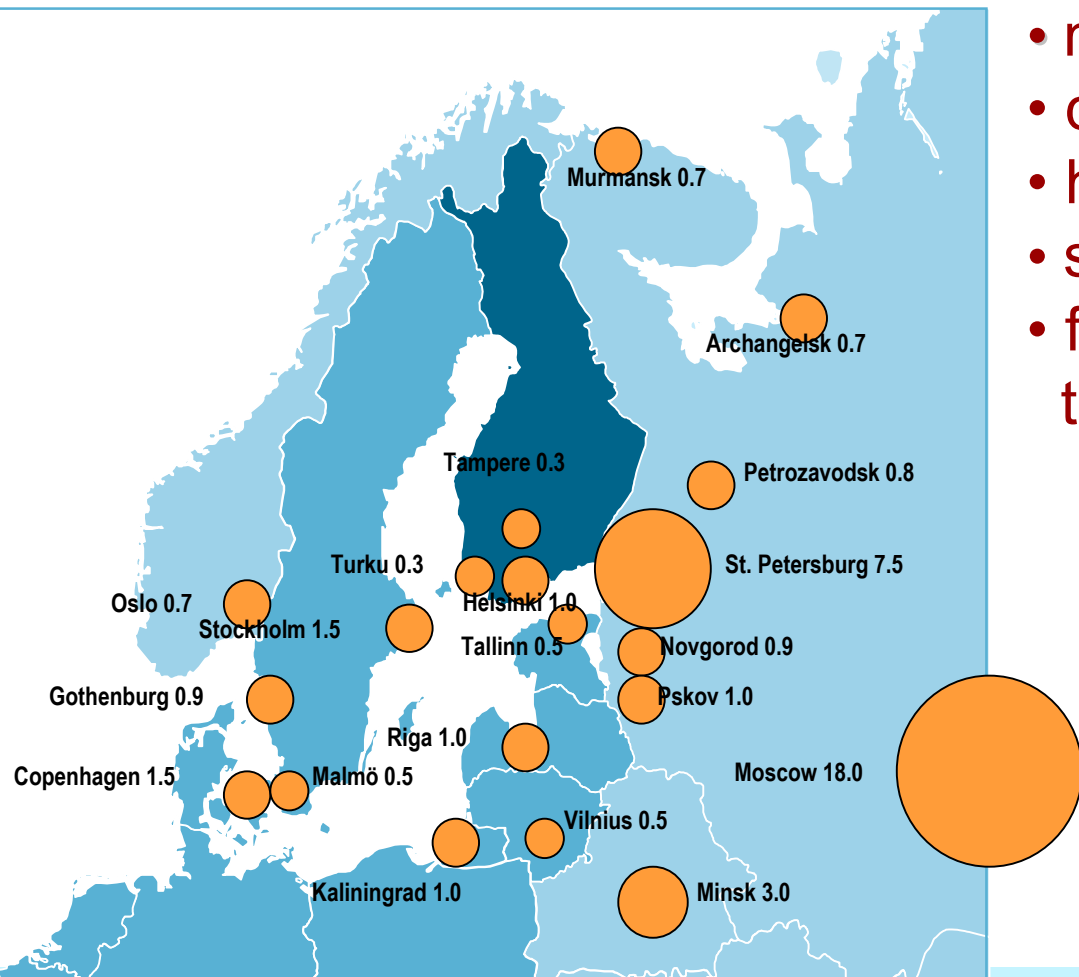 Murmansk 0.7
Archangelsk 0.7
Tampere 0.3
Petrozavodsk 0.8
Turku 0.3
St. Petersburg 7.5
Oslo 0.7
Helsinki 1.0
Stockholm 1.5
Tallinn 0.5
Novgorod 0.9
Gothenburg 0.9
Pskov 1.0
Riga 1.0
Copenhagen 1.5
Malmö 0.5
Moscow 18.0
Vilnius 0.5
Kaliningrad 1.0
Minsk 3.0